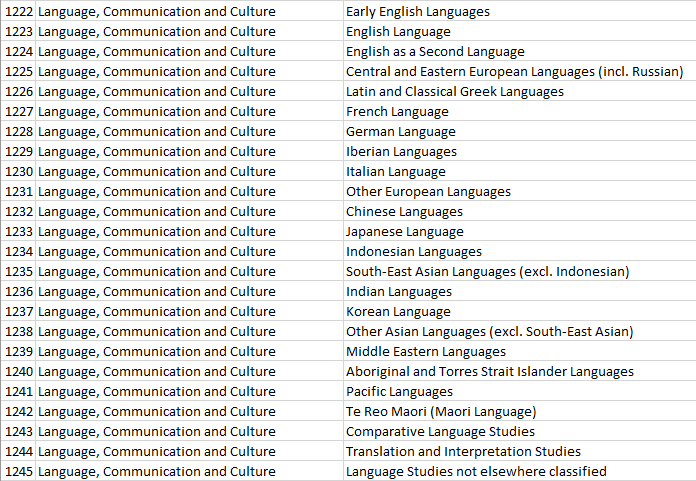 1222 Language, Communication and Culture Early English Languages
1223 Language, Communication and Culture English Language
1224 Language, Communication and Culture English as a Second Language
1225 Language, Communication and Culture Central and Eastern European Languages (incl. Russian)
1226 Language, Communication and Culture Latin and Classical Greek Languages
1227 Language, Communication and Culture French Language
1228 Language, Communication and Culture German Language
1229 Language, Communication and Culture Iberian Languages
1230 Language, Communication and Culture Italian Language
1231 Language, Communication and Culture Other European Languages
1232 Language, Communication and Culture Chinese Languages
1233 Language, Communication and Culture Japanese Language
1234 Language, Communication and Culture Indonesian Languages
1235 Language, Communication and Culture South-East Asian Languages (excl. Indonesian)
1236 Language, Communication and Culture Indian Languages
1237 Language, Communication and Culture Korean Language
1238 Language, Communication and Culture Other Asian Languages (excl. South-East Asian)
1239 Language, Communication and Culture Middle Eastern Languages
1240 Language, Communication and Culture Aboriginal and Torres Strait Islander Languages
1241 Language, Communication and Culture Pacific Languages
1242 Language, Communication and Culture Te Reo Maori (Maori Language)
1243 Language, Communication and Culture Comparative Language Studies
1244 Language, Communication and Culture Translation and Interpretation Studies
1245 Language, Communication and Culture Language Studies not elsewhere classified